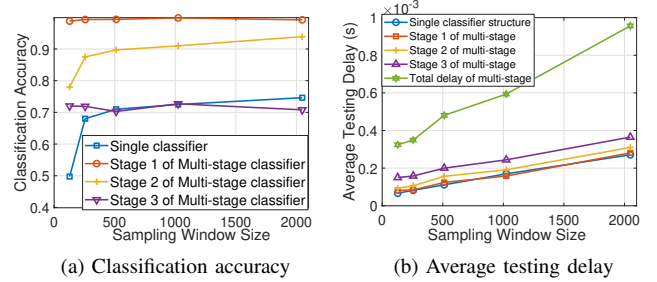 0.9
0.8
0.7
0.6
0.5
0.4
Classification Accuracy
Single classifier
Stage 1 of Multi-stage classifier
Stage 2 of Multi-stage classifier
Stage 3 of Multi-stage classifier
0 500 1000 1500 2000
Sampling Window Size
(a) Classification accuracy
×10-3
1
0.8
0.6
0.4
0.2
0
Average Testing Delay (s)
Single classifier structure
Stage 1 of multi-stage
Stage 2 of multi-stage
Stage 3 of multi-stage
Total delay of multi-stage
0 500 1000 1500 2000
Sampling Window Size
(b) Average testing delay